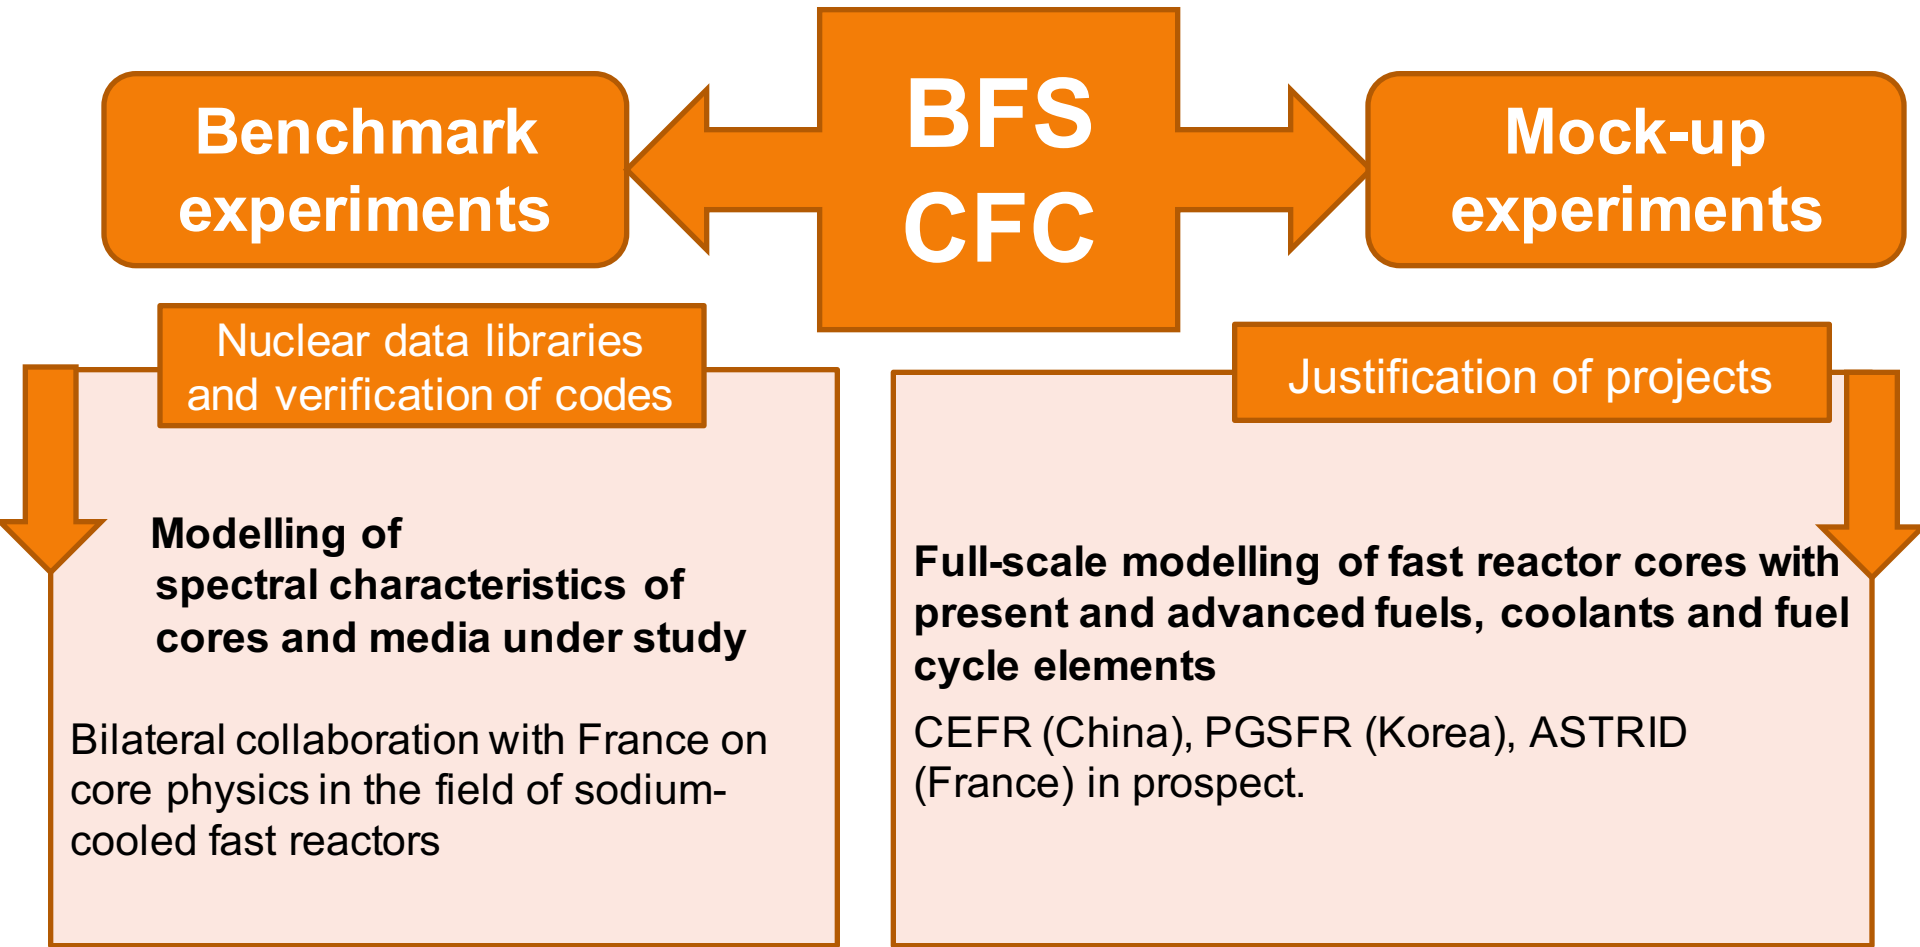 BFS
CFC
Benchmark
experiments
Mock-up
experiments
Nuclear data libraries
and verification of codes
Modelling of
spectral characteristics of
cores and media under study
Bilateral collaboration with France on
core physics in the field of sodium-
cooled fast reactors
Justification of projects
Full-scale modelling of fast reactor cores with
present and advanced fuels, coolants and fuel
cycle elements
CEFR (China), PGSFR (Korea), ASTRID
(France) in prospect.